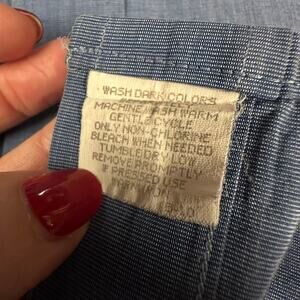 WASH DARK COLORS
MACHINE WASH WARM
GENTLE CYCLE
ONLY NON-CHLORINE
BLEACH WHEN NEEDED
TUMBLE DRY LOW
REMOVE PROMPTLY
IF PRESSED USE